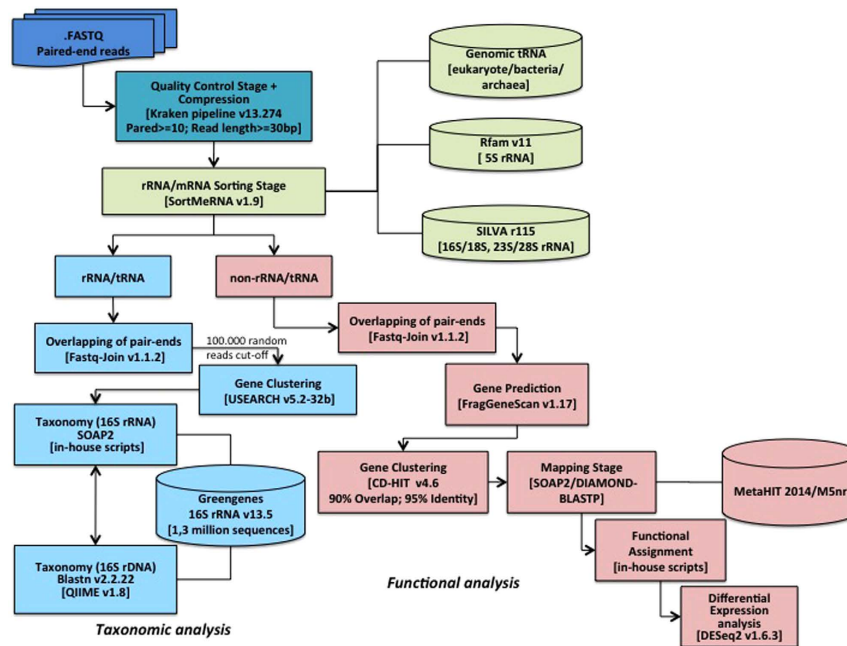 .FASTQ
Paired-end reads
Quality Control Stage +
Compression
[Kraken pipeline v13.274
Pared>=10; Read length>=30bp]
Genomic tRNA
[eukaryote/bacteria/
archaea]
Rfam v11
[ 5S rRNA]
rRNA/mRNA Sorting Stage
[SortMeRNA v1.9]
SILVA r115
[16S/18S, 23S/28S rRNA]
rRNA/tRNA
non-rRNA/tRNA
Overlapping of pair-ends
[Fastq-Join v1.1.2]
100.000 random
reads cut-off
Overlapping of pair-ends
[Fastq-Join v1.1.2]
Gene Clustering
[USEARCH v5.2-32b]
Gene Prediction
[FragGeneScan v1.17]
Taxonomy (16S rRNA)
SOAP2
[in-house scripts]
Greengenes
16S rRNA v13.5
[1,3 million sequences]
Gene Clustering
[CD-HIT v4.6
90% Overlap; 95% Identity]
Mapping Stage
[SOAP2/DIAMOND-
BLASTP]
MetaHIT 2014/M5nr
Functional
Assignment
[in-house scripts]
Taxonomy (16S rDNA)
Blastn v2.2.22
[QIIME v1.8]
Differential
Expression
analysis
[DESeq2 v1.6.3]
Functional analysis
Taxonomic analysis